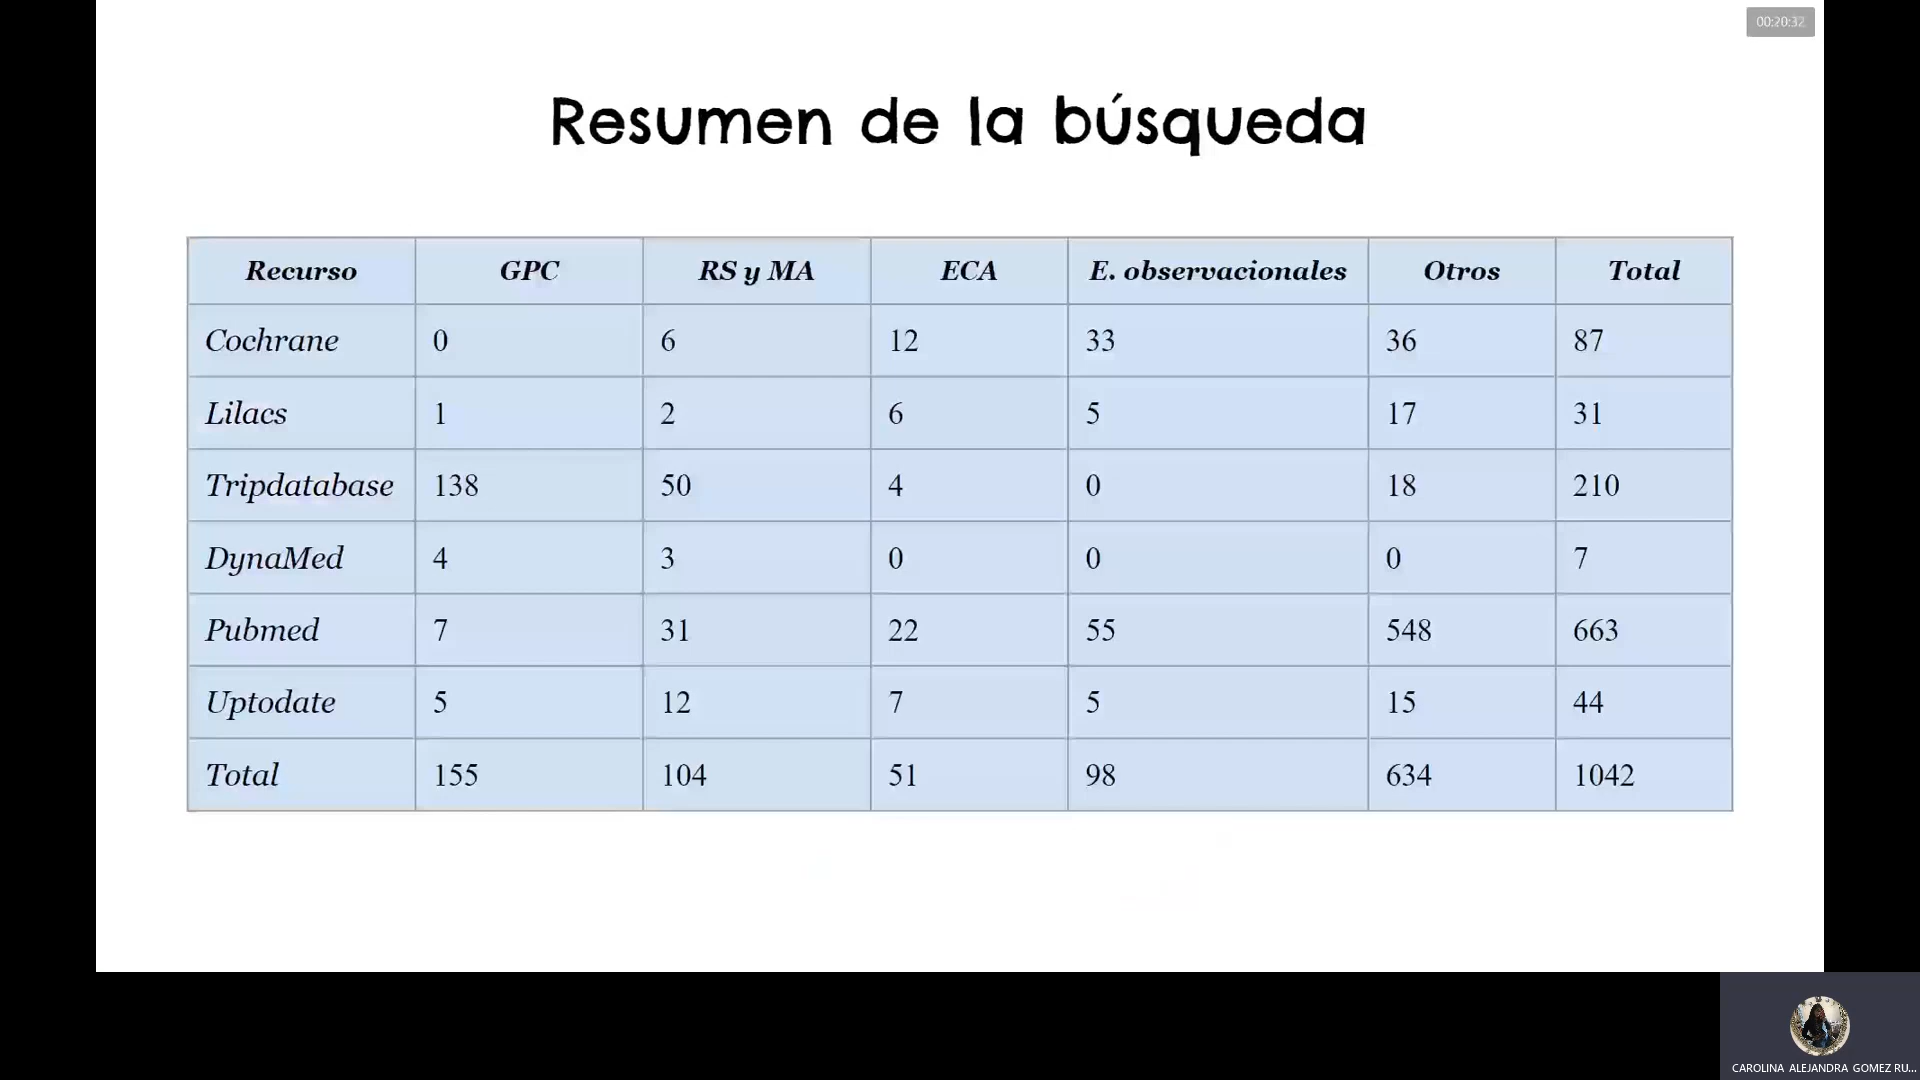 00:20:32
Resumen de la búsqueda
Recurso GPC RS y MA ECA E. observacionales Otros Total
Cochrane 0 6 12 33 36 87
Lilacs 1 2 6 5 17 31
Tripdatabase 138 50 4 0 18 210
DynaMed 4 3 0 0 0 7
Pubmed 7 31 22 55 548 663
Uptodate 5 12 7 5 15 44
Total 155 104 51 98 634 1042
CAROLINA ALEJANDRA GOMEZ RU...